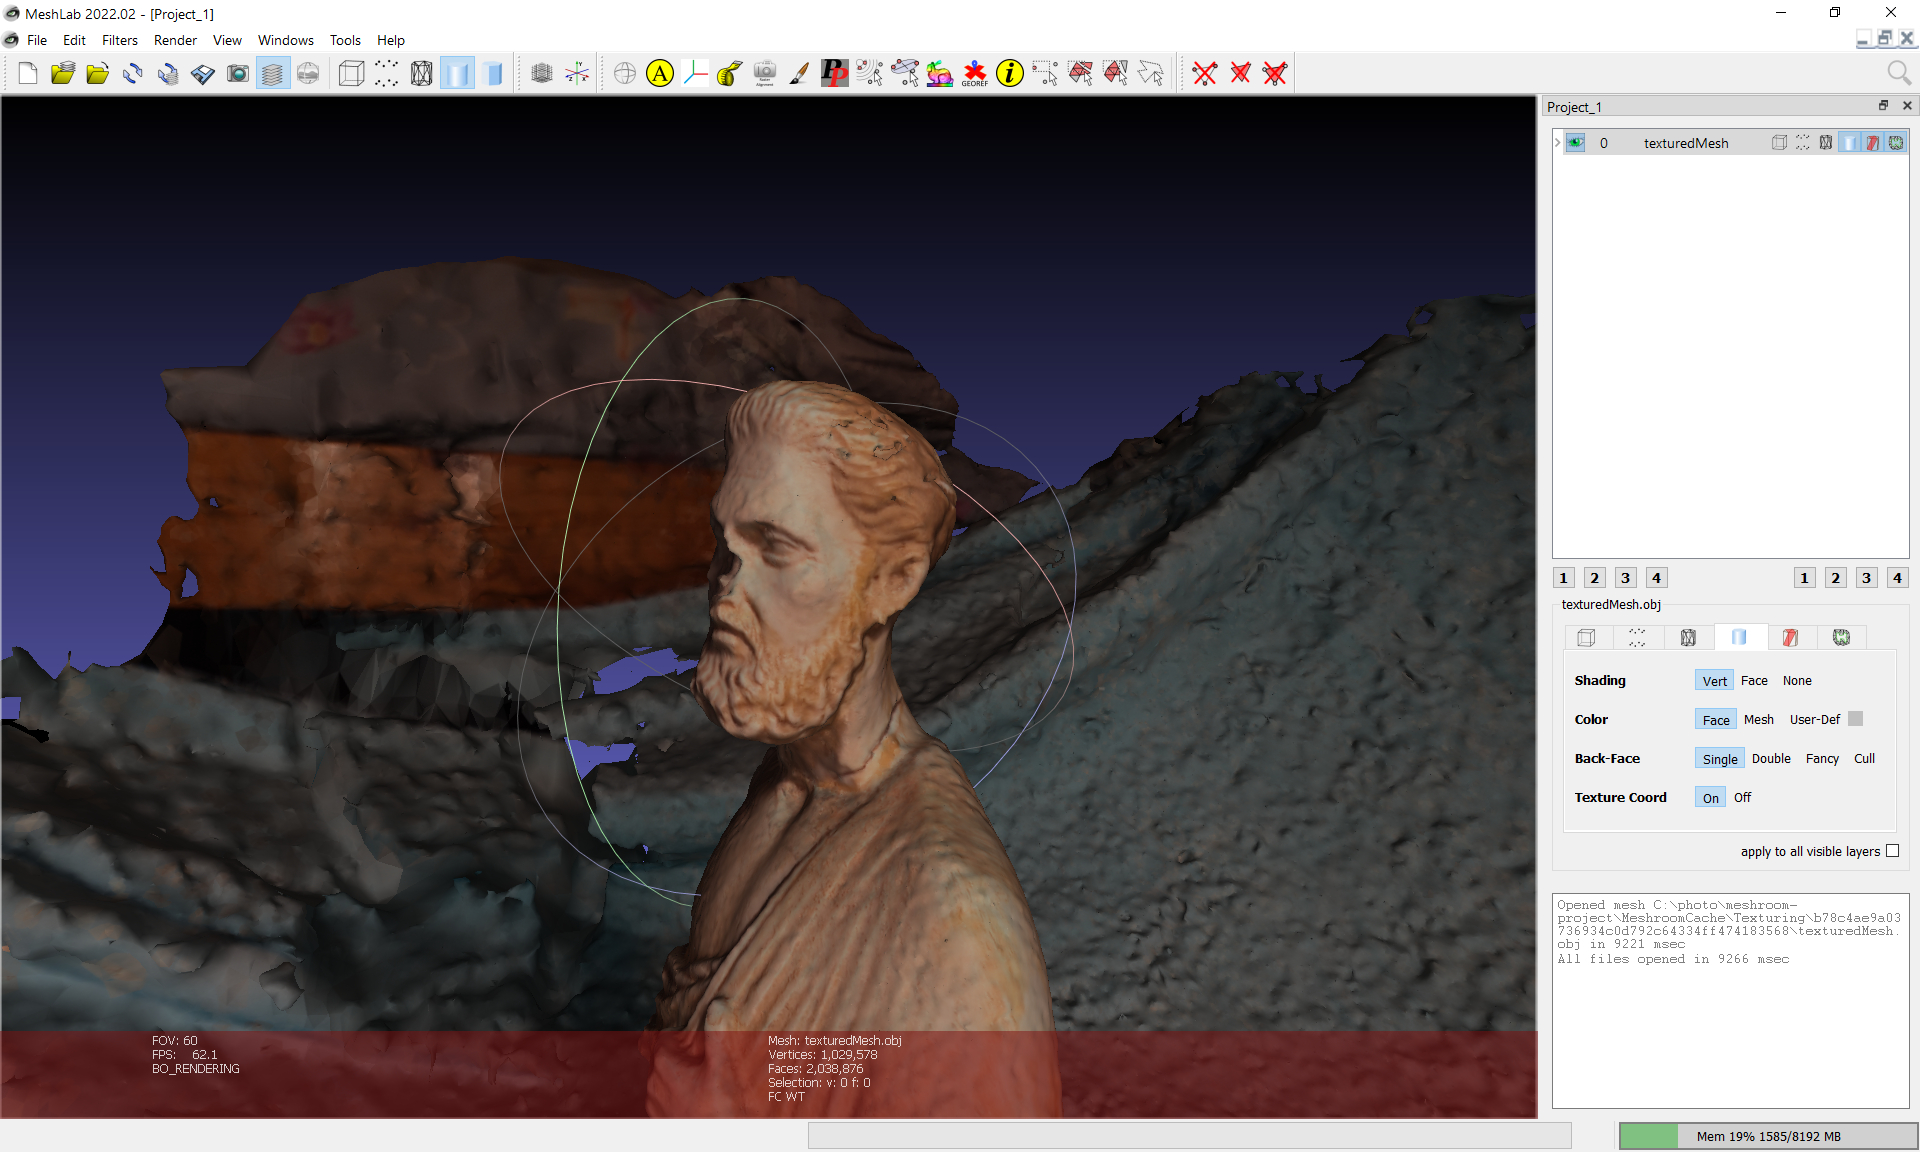 MeshLab 2022.02 - [Project_1]
File Edit Filters Render View Windows Tools Help
A
PP
GEOREF
i
Project_1
0 texturedMesh
1 2 3 4 1 2 3 4
texturedMesh.obj
Shading Vert Face None
Color Face Mesh User-Def
Back-Face Single Double Fancy Cull
Texture Coord On Off
apply to all visible layers
Opened mesh C:\photo\meshroom-
project\MeshroomCache\Texturing\b78c4ae9a03
736934c0d792c64334ff474183568\texturedMesh.
obj in 9221 msec
All files opened in 9266 msec
FOV: 60
FPS: 62.1
BO_RENDERING
Mesh: texturedMesh.obj
Vertices: 1,029,578
Faces: 2,038,876
Selection: v: 0 f: 0
FC WT
Mem 19% 1585/8192 MB